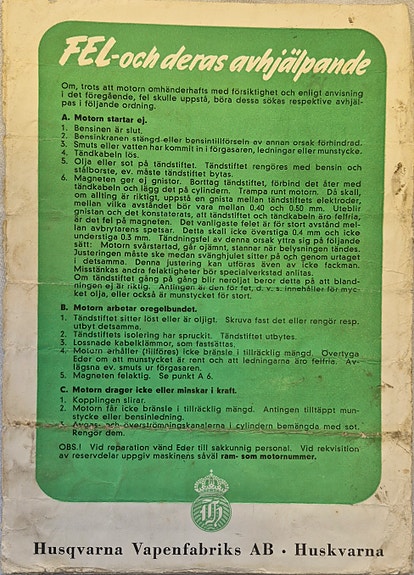 FEL-och deras avhjälpande
Om, trots att motorn omhänderhafts med försiktighet och enligt anvisning
i det föregående, fel skulle uppstå, böra dessa sökas respektive avhjäl-
pas i följande ordning.
A. Motorn startar ej.
1. Bensinen är slut.
2. Bensinkranen stängd eller bensintillförseln av annan orsak förhindrad.
3. Smuts eller vatten har kommit in i förgasaren, ledningar eller munstycke.
4. Tändkabeln lös.
5. Olja eller sot på tändstiftet. Tändstiftet rengöres med bensin och
stålborste, ev. måste tändstiftet bytas.
6. Magneten ger ej gnistor. Borttag tändstiftet, förbind det åter med
tändkabeln och lägg det på cylindern. Trampa runt motorn. Då skall,
om allting är riktigt, uppstå en gnista mellan tändstiftets elektroder,
mellan vilka avståndet bör vara mellan 0.40 och 0.50 mm. Uteblir
gnistan och det konstaterats, att tändstiftet och tändkabeln äro felfria,
är det fel på magneten. Det vanligaste felet är för stort avstånd mel-
lan avbrytarens spetsar. Detta skall icke överstiga 0.4 mm och icke
understiga 0.3 mm. Tändningsfel av denna orsak yttra sig på följande
sätt: Motorn svårstartad, går ojämnt, stannar när belysningen tändes.
Justeringen måste ske medan svänghjulet sitter på och genom urtaget
i detsamma. Denna justering kan utföras även av icke fackman.
Misstänkas andra felaktigheter bör specialverkstad anlitas.
Om tändstiftet gång på gång blir neroljat beror detta på att bland-
ningen ej är riktig. Antingen är den för fet, d. v. s. innehåller för myc-
ket olja, eller också är munstycket för stort.
B. Motorn arbetar oregelbundet.
1. Tändstiftet sitter löst eller är oljigt. Skruva fast det eller rengör resp.
utbyt detsamma.
2. Tändstiftets isolering har spruckit. Tändstiftet utbytes.
3. Lossnade kabelklämmor, som fastsättas.
4. Motorn erhåller (tillföres) icke bränsle i tillräcklig mängd. Övertyga
Eder om att munstycket är rent och att ledningarna äro felfria. Av-
lägsna ev. smuts ur förgasaren.
5. Magneten felaktig. Se punkt A 6.
C. Motorn drager icke eller minskar i kraft.
1. Kopplingen slirar.
2. Motorn får icke bränsle i tillräcklig mängd. Antingen tilltäppt mun-
stycke eller bensinledning.
3. Avgas- och överströmningskanalerna i cylindern bemängda med sot.
Rengör dem.
OBS.! Vid reparation vänd Eder till sakkunnig personal. Vid rekvisition
av reservdelar uppgiv maskinens såväl ram- som motornummer.
Husqvarna Vapenfabriks AB · Huskvarna